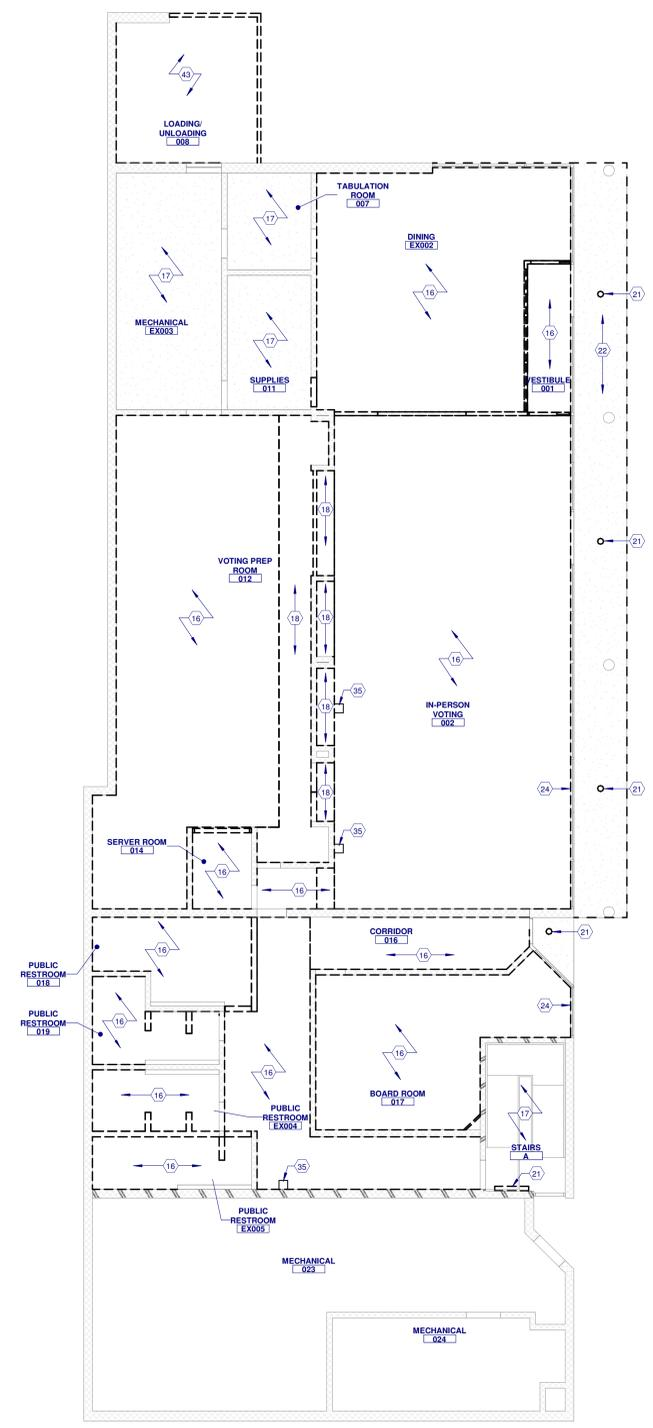 43
LOADING/
UNLOADING
008
TABULATION
ROOM
007
17
DINING
EX002
17
16
21
MECHANICAL
EX003
17
16
22
SUPPLIES
011
VESTIBULE
001
18
21
VOTING PREP
ROOM
012
16
18
18
16
18
35
IN-PERSON
VOTING
002
18
24
21
SERVER ROOM
014
35
16
16
CORRIDOR
016
21
16
16
PUBLIC
RESTROOM
018
24
PUBLIC
RESTROOM
019
16
16
16
16
BOARD ROOM
017
PUBLIC
RESTROOM
EX004
17
STAIRS
A
16
35
21
PUBLIC
RESTROOM
EX005
MECHANICAL
023
MECHANICAL
024